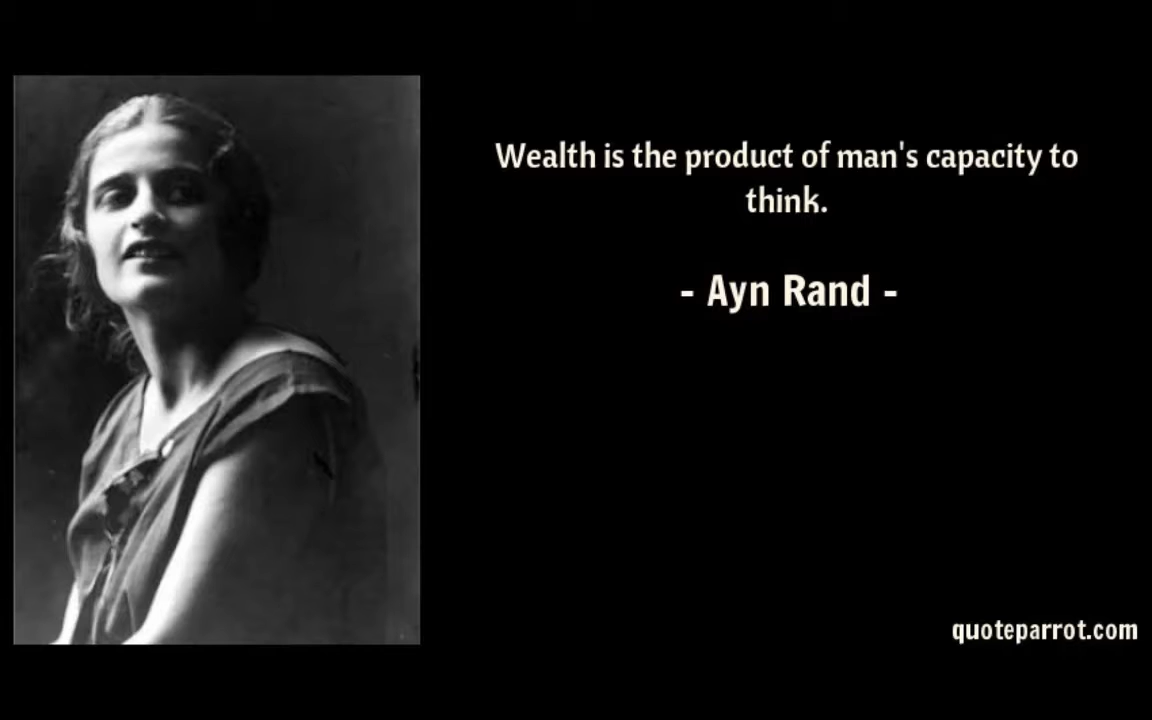 Wealth is the product of man's capacity to
think.
- Ayn Rand -
quoteparrot.com